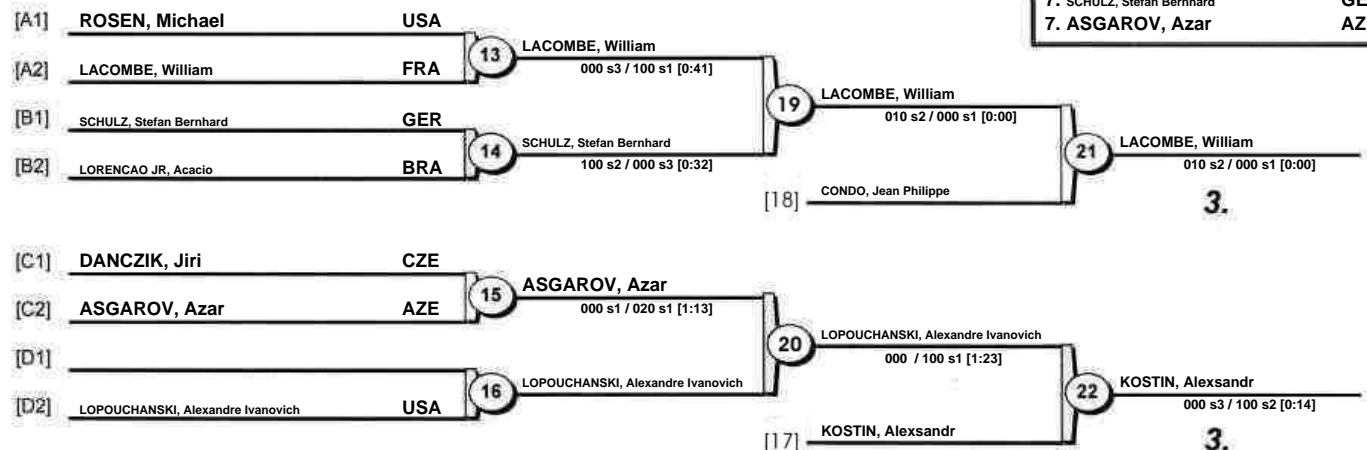 7. SCHULZ, Stefan Bernhard
7. ASGAROV, Azar AZ
[A1] ROSEN, Michael USA
13 LACOMBE, William
000 s3 / 100 s1 [0:41]
[A2] LACOMBE, William FRA
19 LACOMBE, William
010 s2 / 000 s1 [0:00]
[B1] SCHULZ, Stefan Bernhard GER
14 SCHULZ, Stefan Bernhard
100 s2 / 000 s3 [0:32]
[B2] LORENCAO JR, Acacio BRA
21 LACOMBE, William
010 s2 / 000 s1 [0:00]
[18] CONDO, Jean Philippe
3.
[C1] DANCZIK, Jiri CZE
15 ASGAROV, Azar
000 s1 / 020 s1 [1:13]
[C2] ASGAROV, Azar AZE
20 LOPOUCHANSKI, Alexandre Ivanovich
000 / 100 s1 [1:23]
[D1]
16 LOPOUCHANSKI, Alexandre Ivanovich
[D2] LOPOUCHANSKI, Alexandre Ivanovich USA
22 KOSTIN, Alexsandr
000 s3 / 100 s2 [0:14]
[17] KOSTIN, Alexsandr
3.